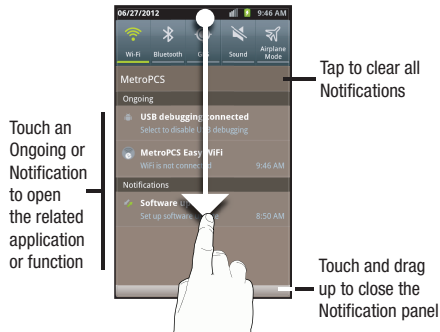 06/27/2012 9:46 AM
Wi-Fi Bluetooth Sound Airplane Mode
MetroPCS
Tap to clear all
Notifications
Ongoing
USB debugging connected
Select to disable USB debugging
MetroPCS Easy WiFi
WiFi is not connected 9:46 AM
Notifications
Software
Set up software 8:50 AM
Touch an
Ongoing or
Notification
to open
the related
application
or function
Touch and drag
up to close the
Notification panel